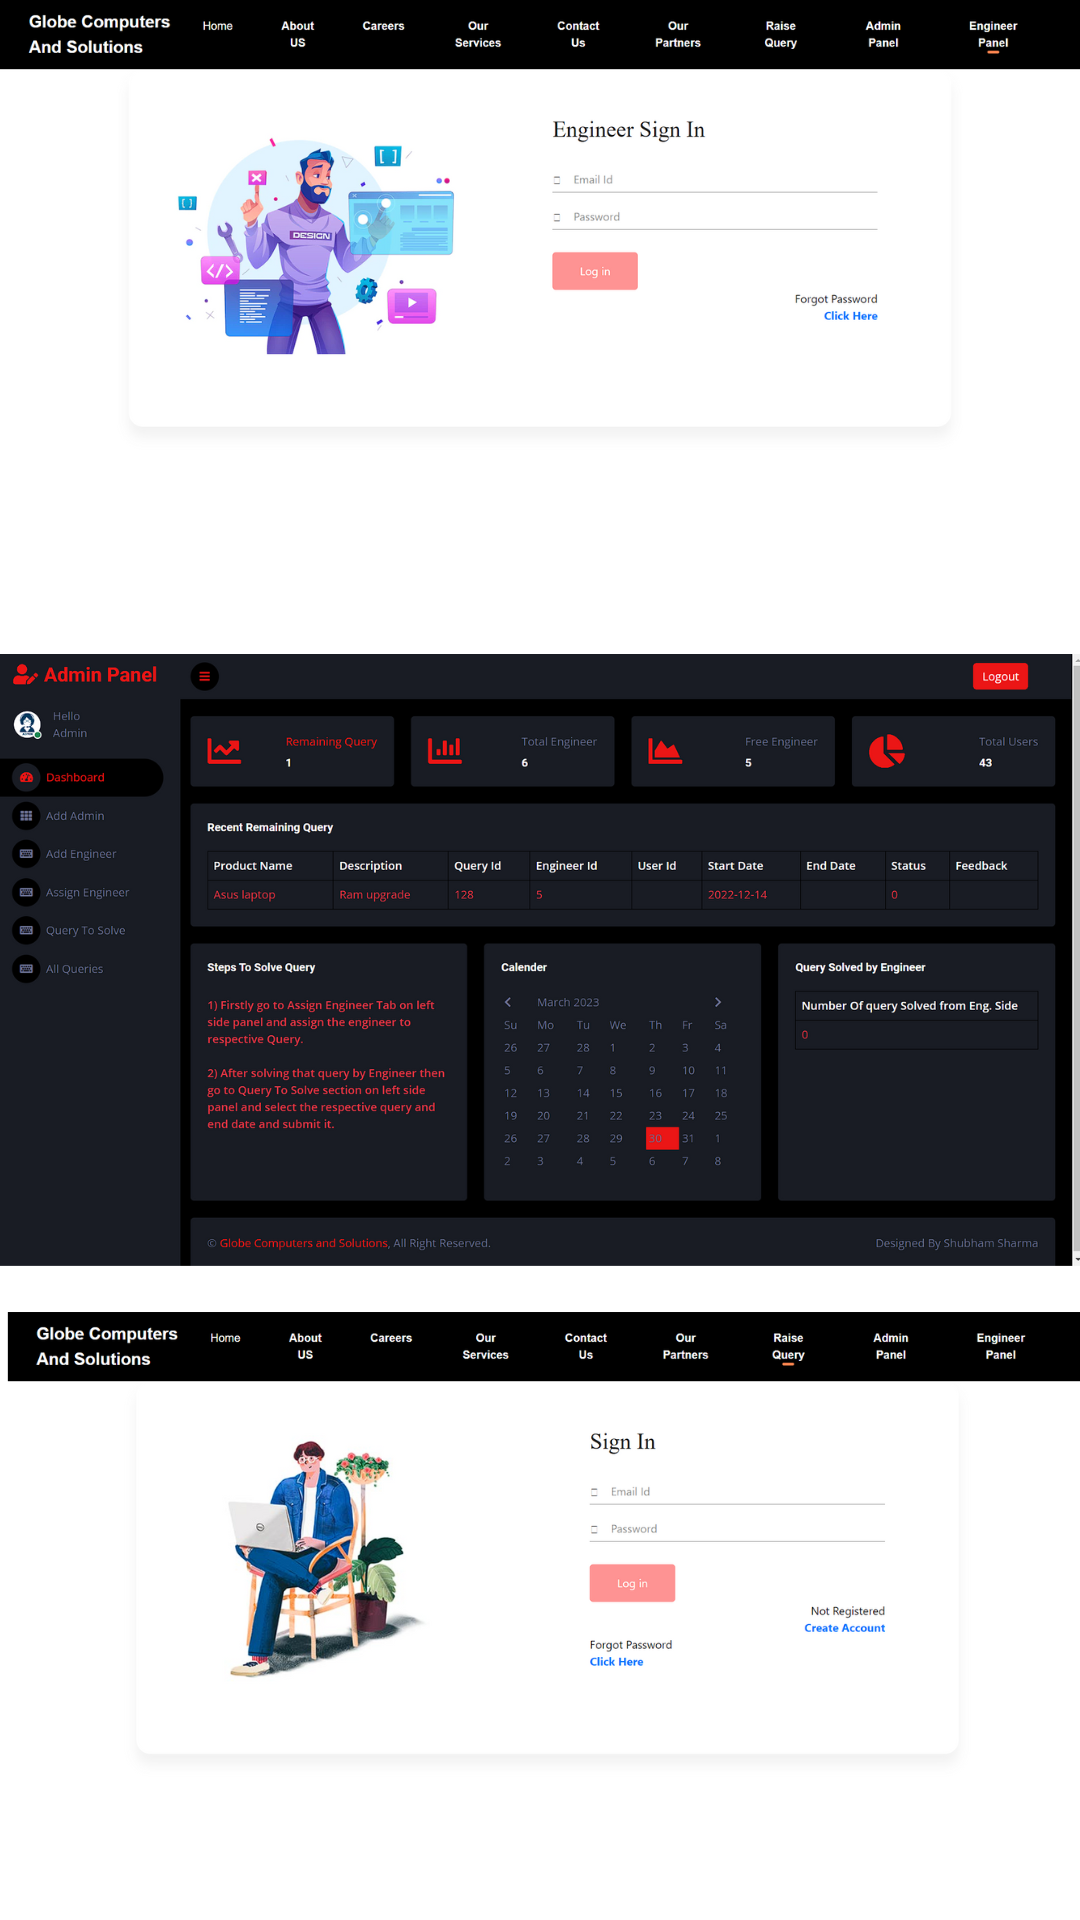 Globe Computers
And Solutions
Home
About
US
Careers
Our
Services
Contact
Us
Our
Partners
Raise
Query
Admin
Panel
Engineer
Panel
Engineer Sign In
Email Id
Password
Log in
Forgot Password
Click Here
[ ]
[ ]
DESIGN
</>
Admin Panel
Logout
Hello
Admin
Dashboard
Add Admin
Add Engineer
Assign Engineer
Query To Solve
All Queries
Remaining Query
1
Total Engineer
6
Free Engineer
5
Total Users
43
Recent Remaining Query
Product Name Description Query Id Engineer Id User Id Start Date End Date Status Feedback
Asus laptop Ram upgrade 128 5 2022-12-14 0
Steps To Solve Query
1) Firstly go to Assign Engineer Tab on left
side panel and assign the engineer to
respective Query.
2) After solving that query by Engineer then
go to Query To Solve section on left side
panel and select the respective query and
end date and submit it.
Calender
March 2023
Su Mo Tu We Th Fr Sa
26 27 28 1 2 3 4
5 6 7 8 9 10 11
12 13 14 15 16 17 18
19 20 21 22 23 24 25
26 27 28 29 30 31 1
2 3 4 5 6 7 8
Query Solved by Engineer
Number Of query Solved from Eng. Side
0
© Globe Computers and Solutions, All Right Reserved.
Designed By Shubham Sharma
Globe Computers
And Solutions
Home
About
US
Careers
Our
Services
Contact
Us
Our
Partners
Raise
Query
Admin
Panel
Engineer
Panel
Sign In
Email Id
Password
Log in
Not Registered
Create Account
Forgot Password
Click Here